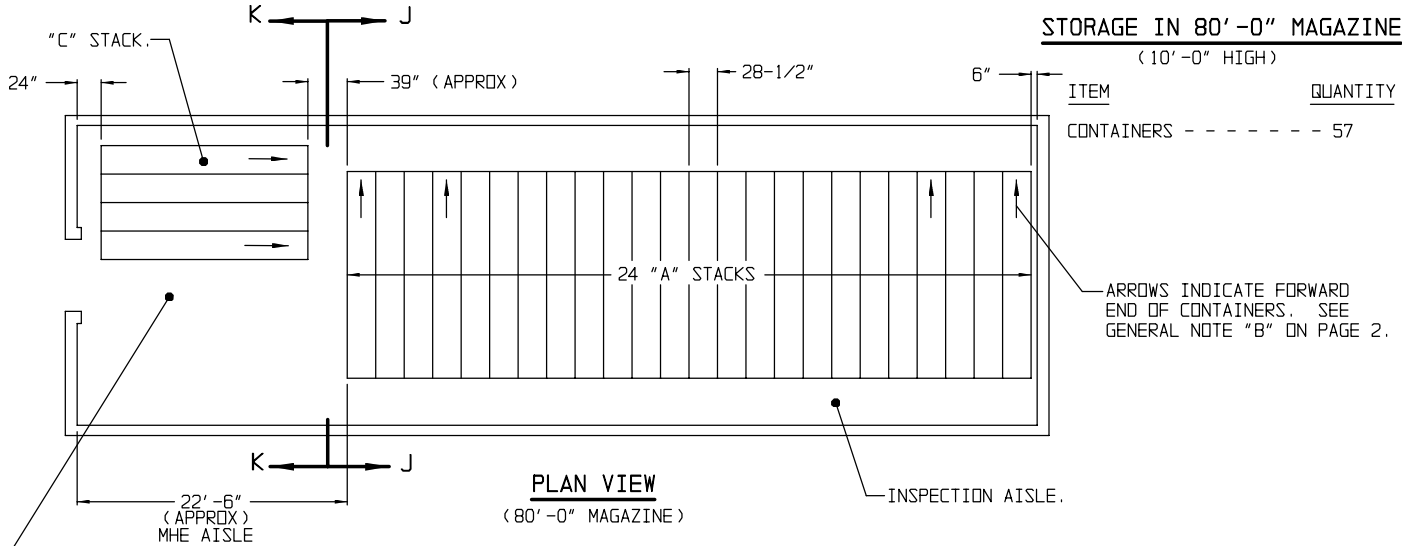 K J
"C" STACK.
STORAGE IN 80'-0" MAGAZINE
(10'-0" HIGH)
24"
39" (APPROX)
28-1/2"
6"
ITEM QUANTITY
CONTAINERS - - - - - - - 57
24 "A" STACKS
ARROWS INDICATE FORWARD
END OF CONTAINERS. SEE
GENERAL NOTE "B" ON PAGE 2.
K J
22'-6"
(APPROX)
MHE AISLE
PLAN VIEW
(80'-0" MAGAZINE)
INSPECTION AISLE.